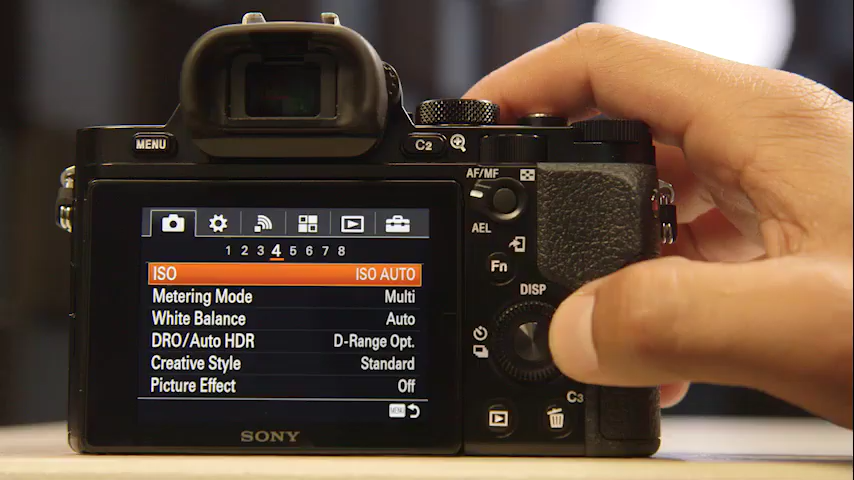 MENU
C2
AF/MF
AEL
Fn
DISP
1 2 3 4 5 6 7 8
ISO ISO AUTO
Metering Mode Multi
White Balance Auto
DRO/Auto HDR D-Range Opt.
Creative Style Standard
Picture Effect Off
MENU
C3
SONY